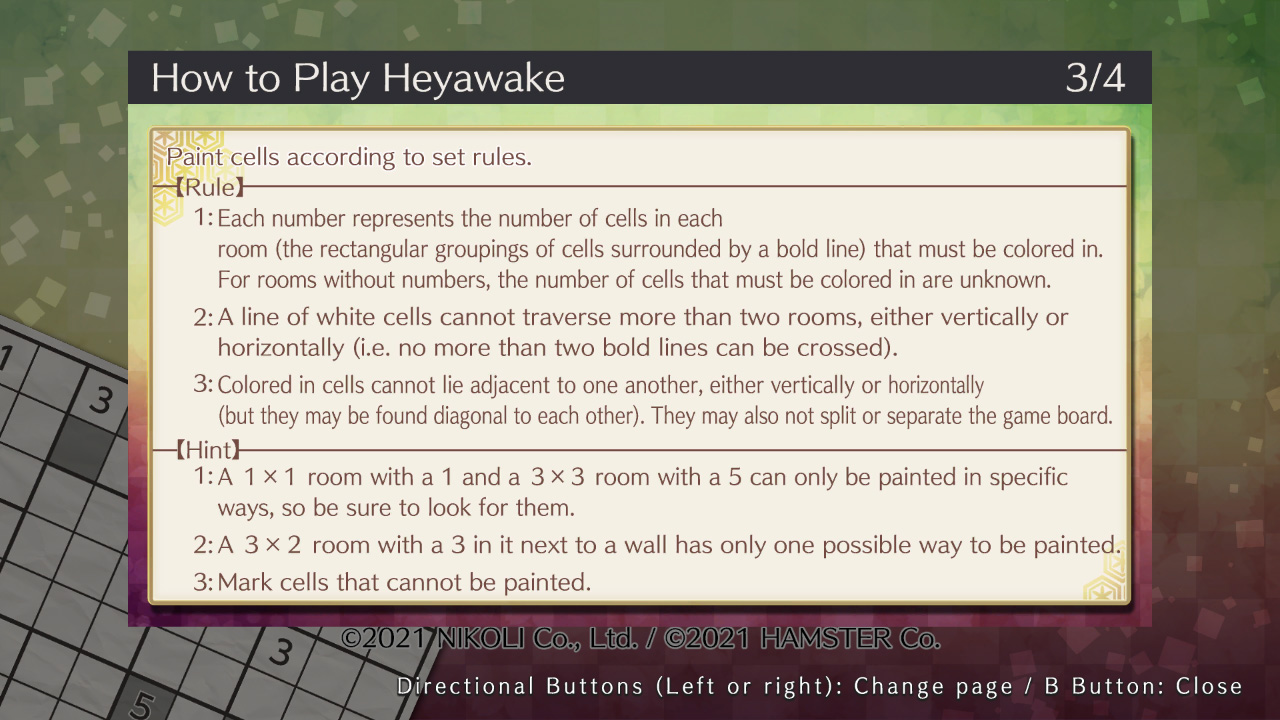 How to Play Heyawake
3/4
Paint cells according to set rules.
【Rule】
1: Each number represents the number of cells in each
room (the rectangular groupings of cells surrounded by a bold line) that must be colored in.
For rooms without numbers, the number of cells that must be colored in are unknown.
2: A line of white cells cannot traverse more than two rooms, either vertically or
horizontally (i.e. no more than two bold lines can be crossed).
3: Colored in cells cannot lie adjacent to one another, either vertically or horizontally
(but they may be found diagonal to each other). They may also not split or separate the game board.
【Hint】
1: A 1×1 room with a 1 and a 3×3 room with a 5 can only be painted in specific
ways, so be sure to look for them.
2: A 3×2 room with a 3 in it next to a wall has only one possible way to be painted.
3: Mark cells that cannot be painted.
1
3
3
5
©2021 NIKOLI Co., Ltd. / ©2021 HAMSTER Co.
Directional Buttons (Left or right): Change page / B Button: Close